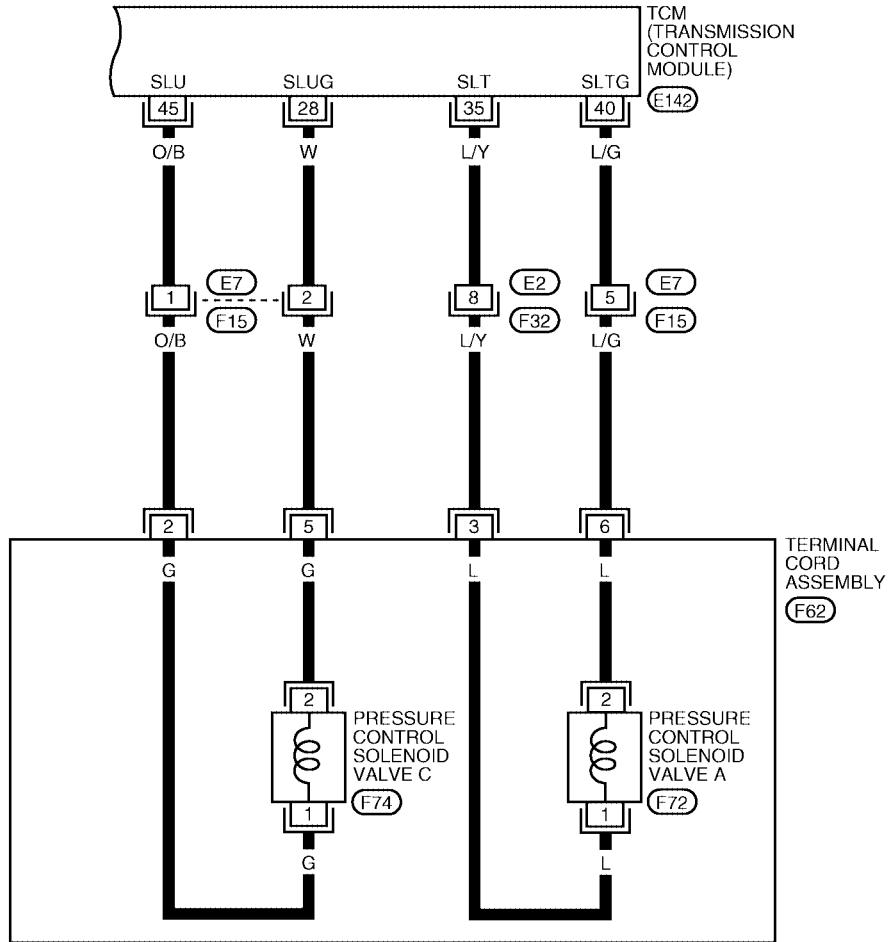 TCM
(TRANSMISSION
CONTROL
MODULE)
E142
SLU SLUG SLT SLTG
45 28 35 40
O/B W L/Y L/G
1 E7 2 8 E2 5 E7
F15 F32 F15
O/B W L/Y L/G
2 5 3 6
TERMINAL
CORD
ASSEMBLY
F62
G G L L
2 2
PRESSURE
CONTROL
SOLENOID
VALVE C
F74
PRESSURE
CONTROL
SOLENOID
VALVE A
F72
1 1
G L